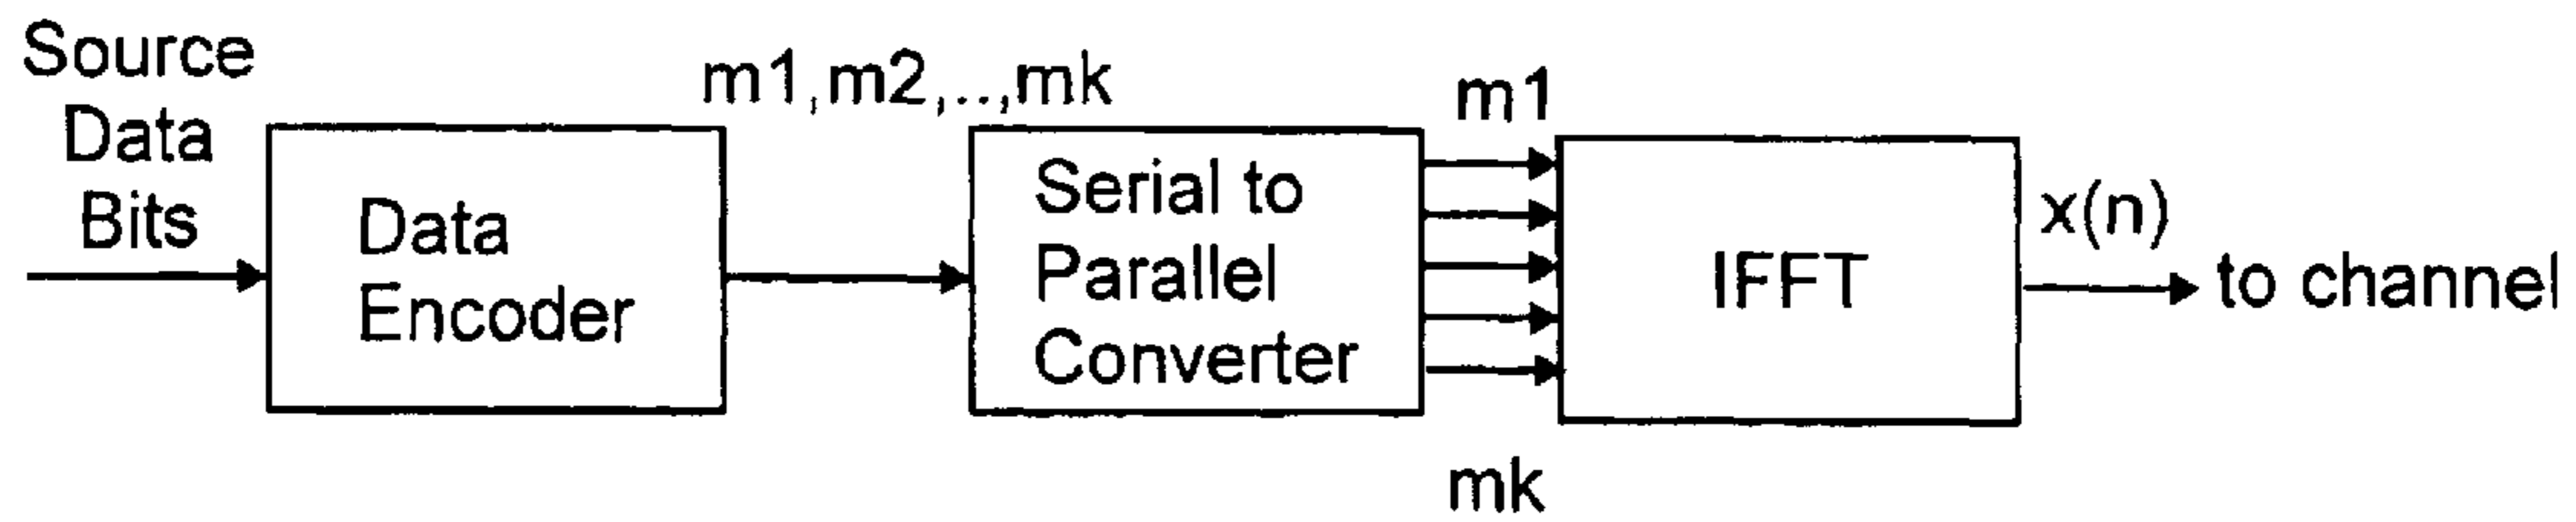 Source
Data
Bits
Data
Encoder
m1,m2,..,mk
Serial to
Parallel
Converter
m1
mk
IFFT
x(n)
to channel